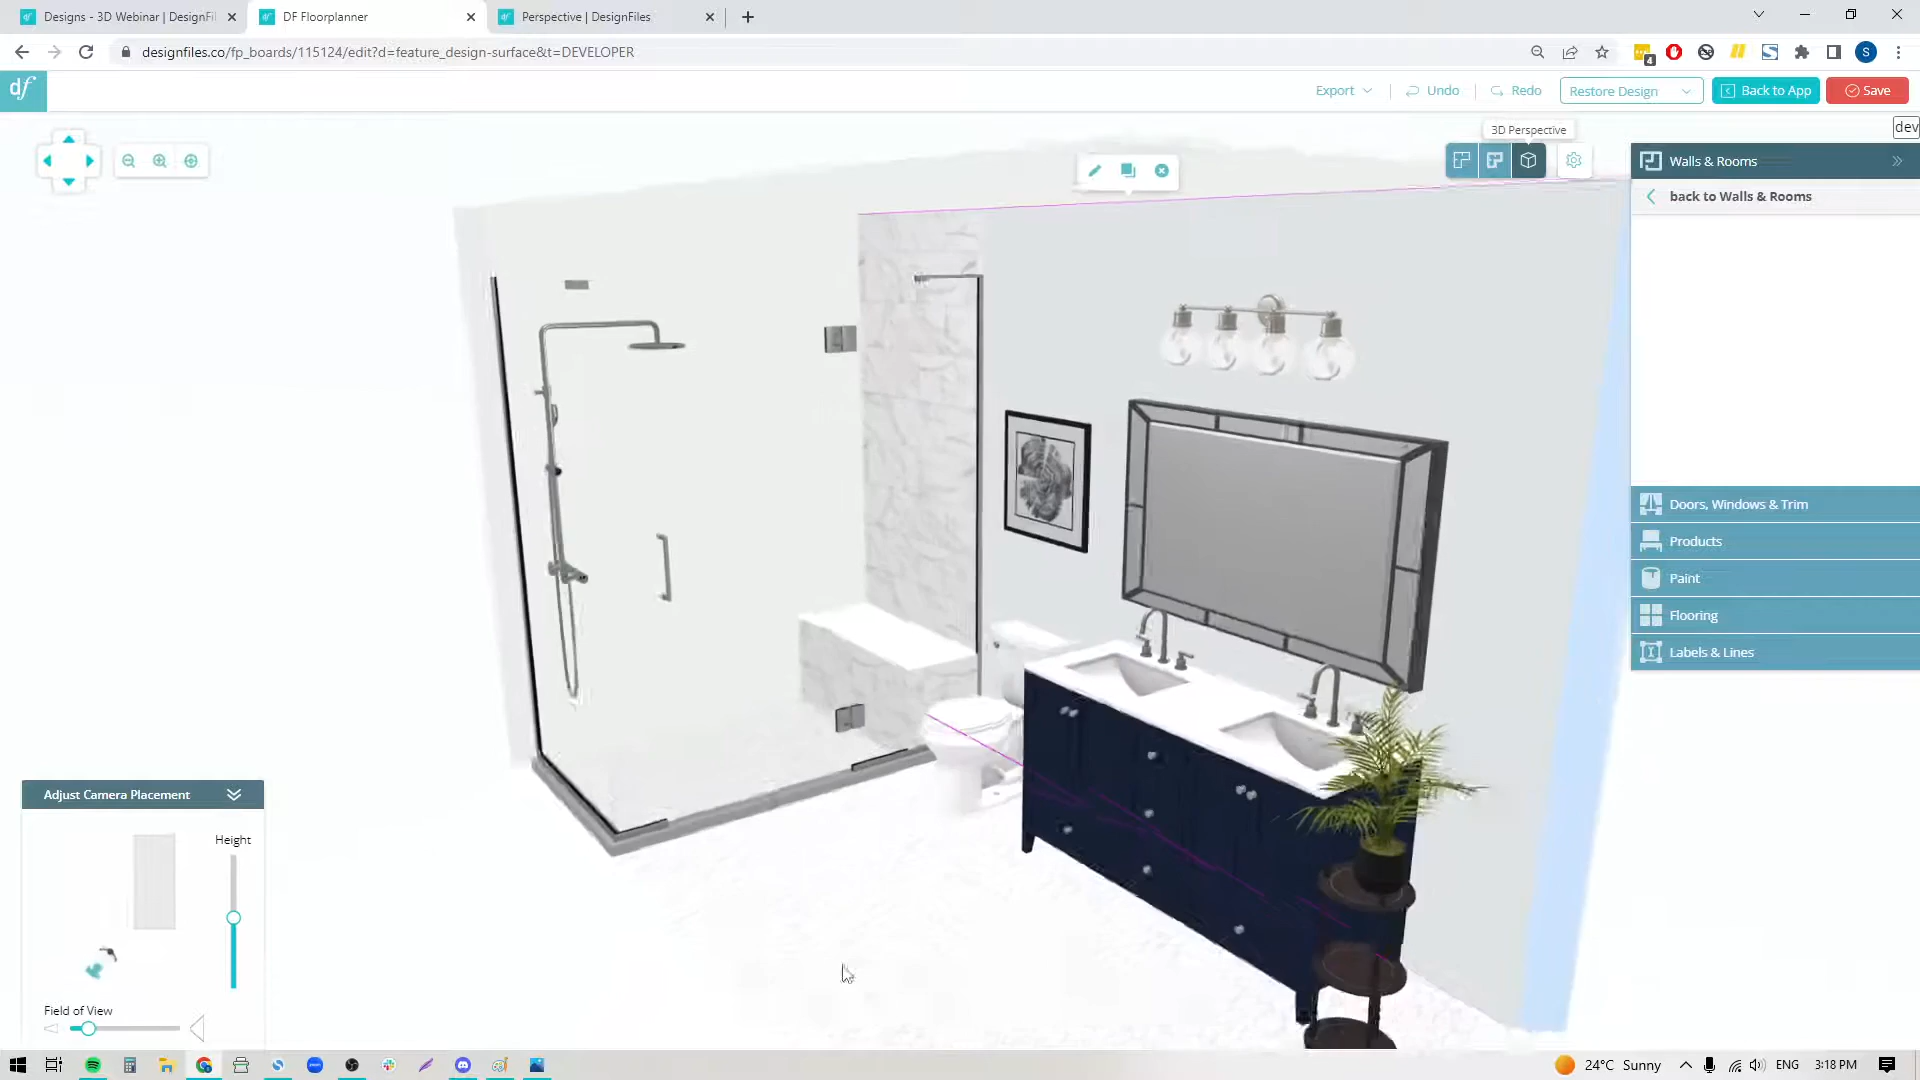 Designs - 3D Webinar | DesignFi
DF Floorplanner
Perspective | DesignFiles
designfiles.co/fp_boards/115124/edit?d=feature_design-surface&t=DEVELOPER
4
S
df
Export
Undo
Redo
Restore Design
Back to App
Save
3D Perspective
dev
Walls & Rooms
back to Walls & Rooms
Doors, Windows & Trim
Products
Paint
Flooring
Labels & Lines
Adjust Camera Placement
Height
Field of View
24°C Sunny
ENG
3:18 PM